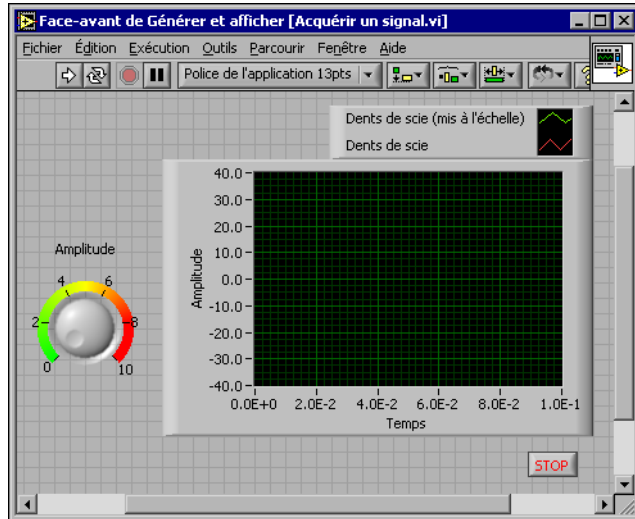 Face-avant de Générer et afficher [Acquérir un signal.vi]
Fichier Édition Exécution Outils Parcourir Fenêtre Aide
Police de l'application 13pts
Dents de scie (mis à l'échelle)
Dents de scie
Amplitude
0
2
4
6
8
10
Amplitude
40.0
30.0
20.0
10.0
0.0
-10.0
-20.0
-30.0
-40.0
0.0E+0 2.0E-2 4.0E-2 6.0E-2 8.0E-2 1.0E-1
Temps
STOP